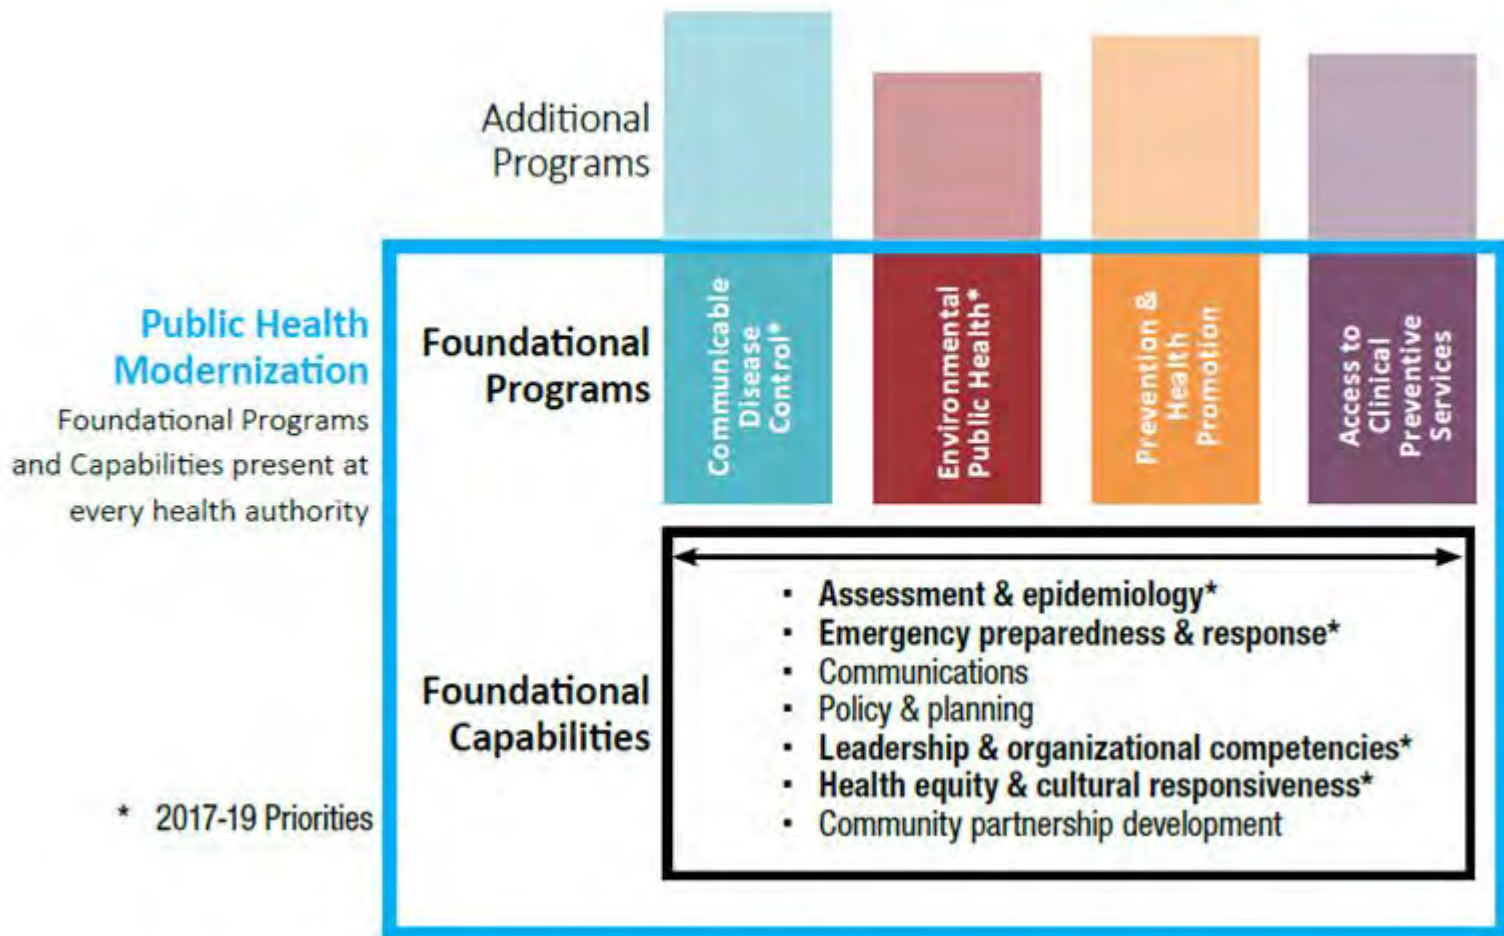 Additional
Programs
Public Health
Modernization
Foundational Programs
and Capabilities present at
every health authority
Foundational
Programs
Communicable
Disease
Control*
Environmental
Public Health*
Prevention &
Health
Promotion
Access to
Clinical
Preventive
Services
Foundational
Capabilities
▪ Assessment & epidemiology*
▪ Emergency preparedness & response*
▪ Communications
▪ Policy & planning
▪ Leadership & organizational competencies*
▪ Health equity & cultural responsiveness*
▪ Community partnership development
* 2017-19 Priorities